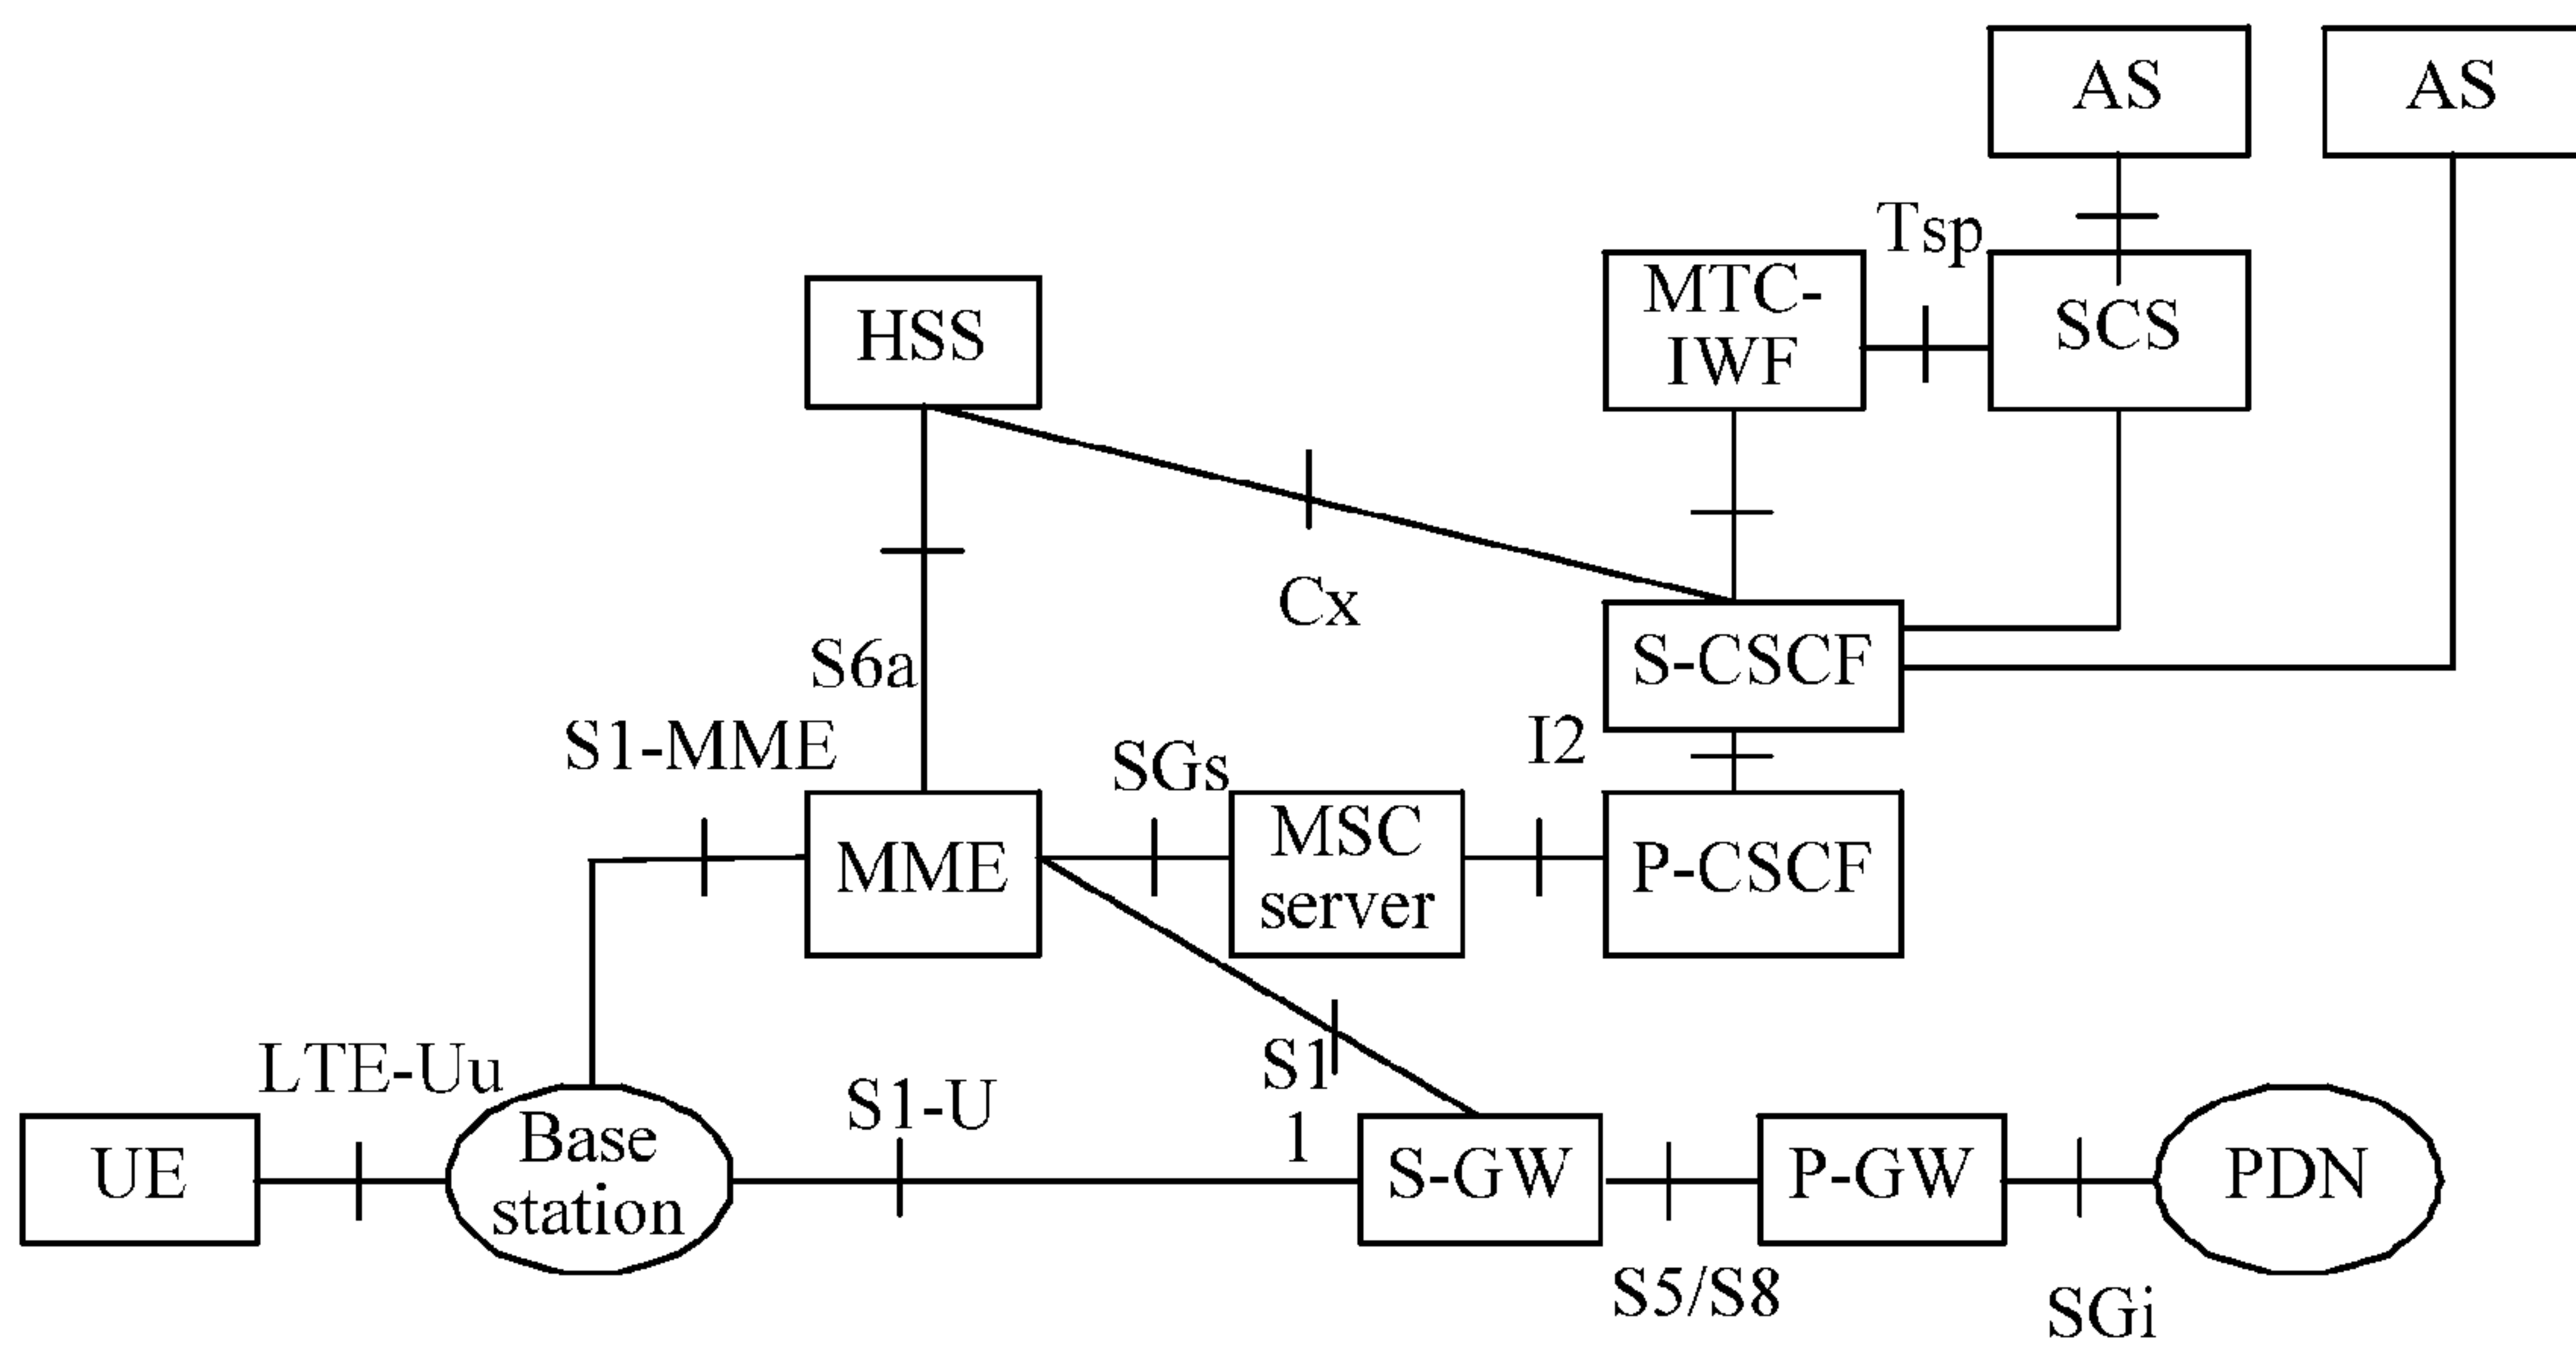 AS
AS
Tsp
MTC-
IWF
SCS
HSS
Cx
S6a
S-CSCF
S1-MME
SGs
I2
MME
MSC
server
P-CSCF
LTE-Uu
S1-U
S1
1
UE
Base
station
S-GW
P-GW
PDN
S5/S8
SGi